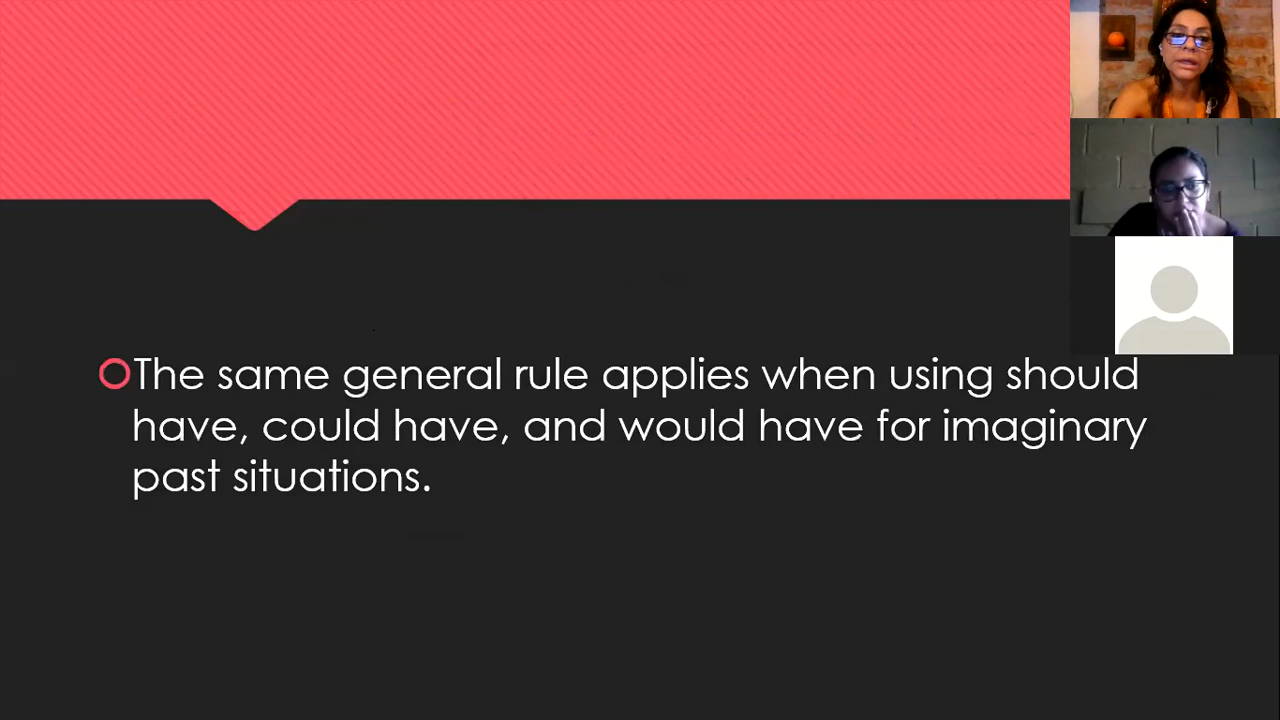 The same general rule applies when using should
have, could have, and would have for imaginary
past situations.